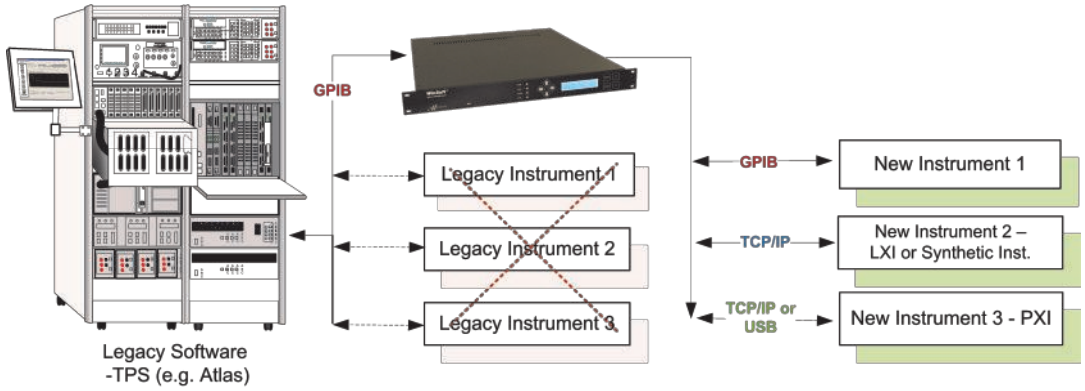 GPIB
Legacy Instrument 1
Legacy Instrument 2
Legacy Instrument 3
Legacy Software
-TPS (e.g. Atlas)
GPIB
New Instrument 1
TCP/IP
New Instrument 2 –
LXI or Synthetic Inst.
TCP/IP or
USB
New Instrument 3 - PXI